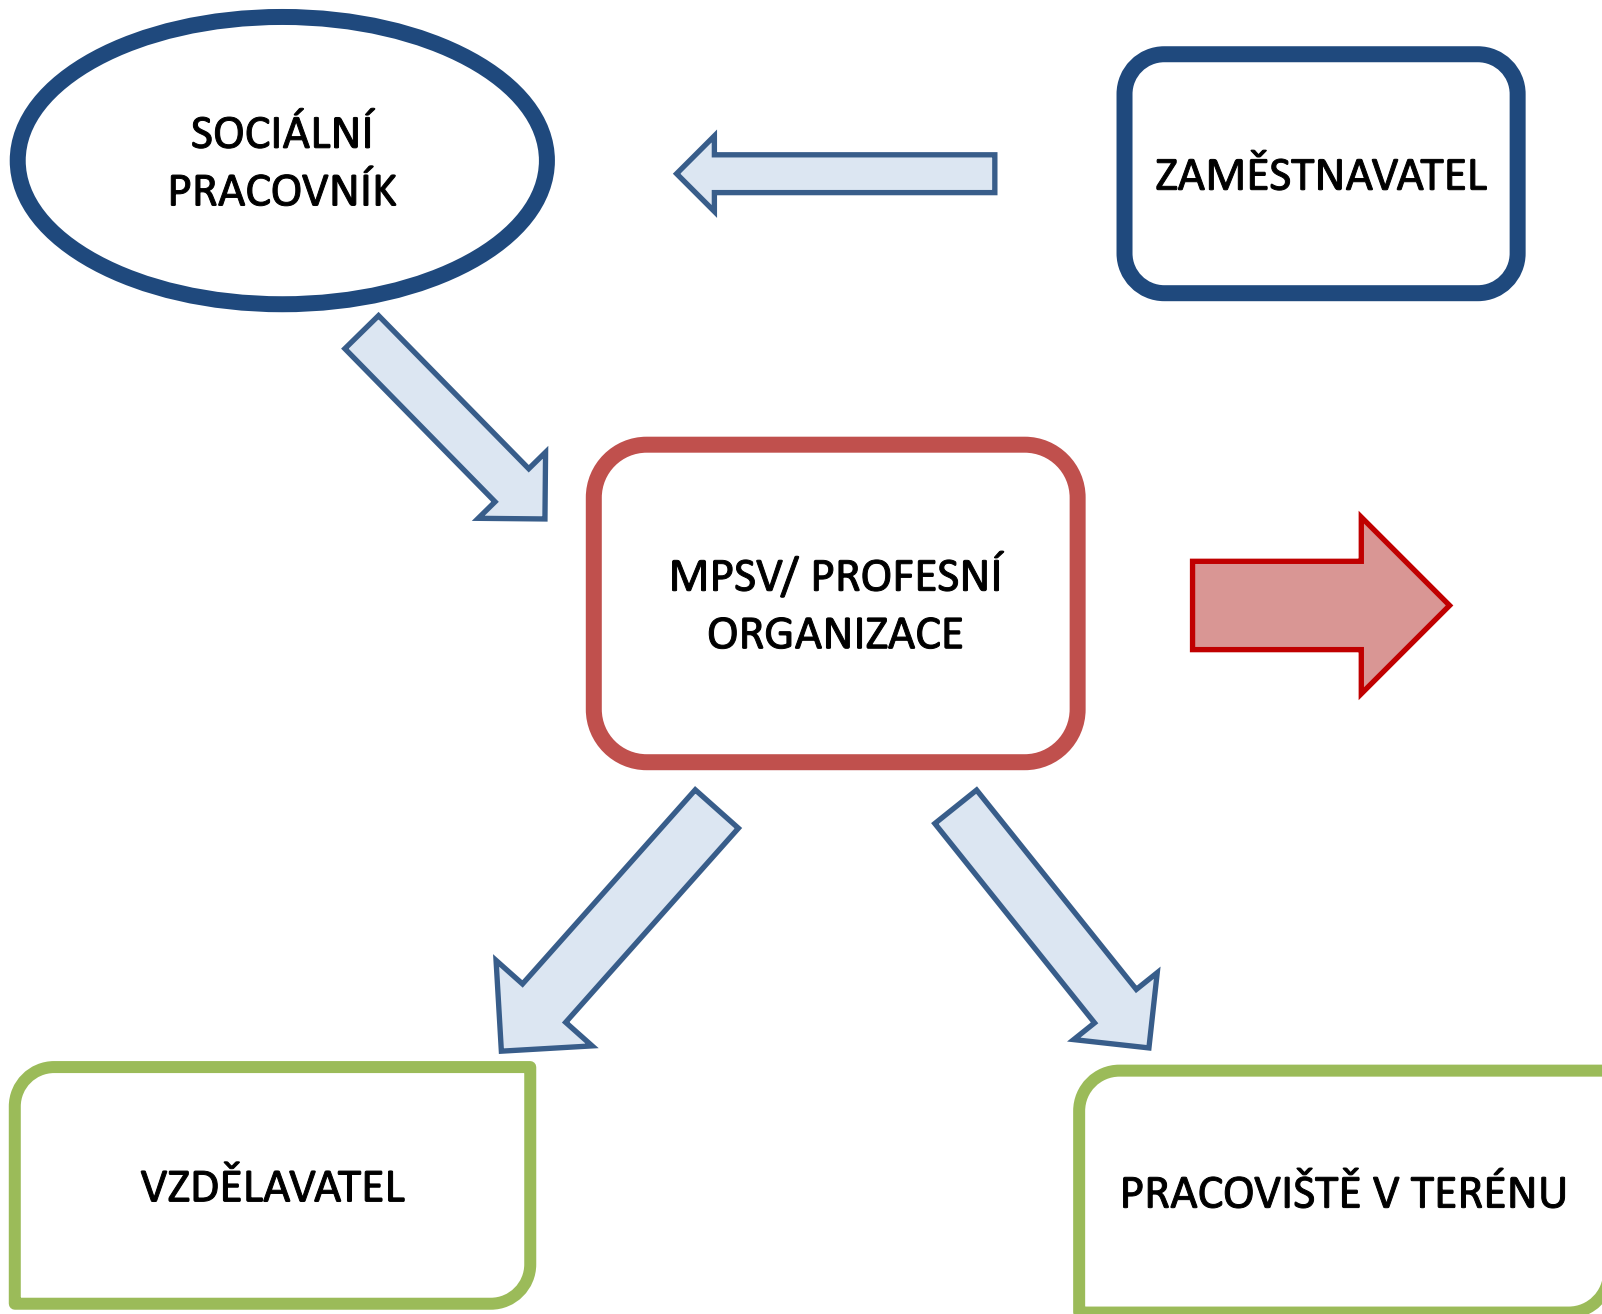 SOCIÁLNÍ
PRACOVNÍK
ZAMĚSTNAVATEL
MPSV/ PROFESNÍ
ORGANIZACE
VZDĚLAVATEL
PRACOVIŠTĚ V TERÉNU